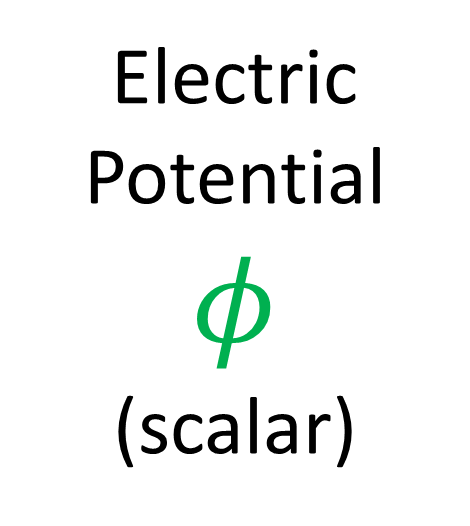 Electric
Potential
ϕ
(scalar)